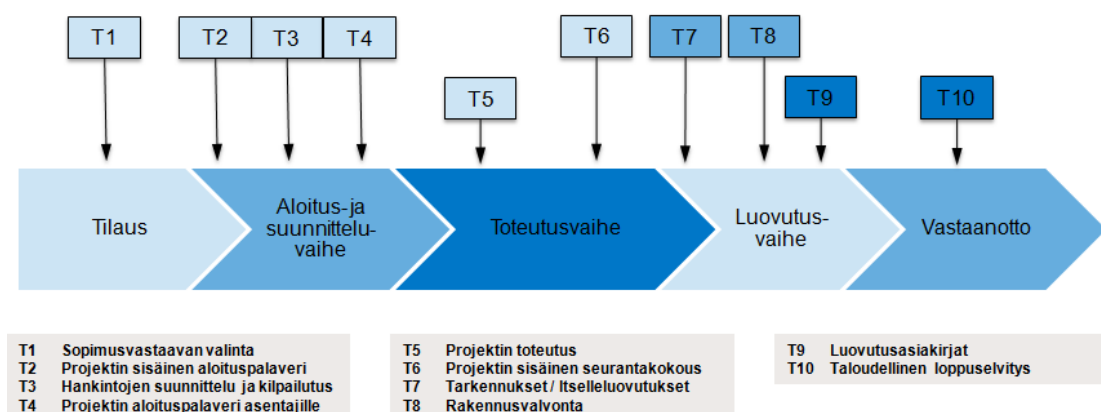 T1
T2
T3
T4
T5
T6
T7
T8
T9
T10
Tilaus
Aloitus- ja
suunnittelu-
vaihe
Toteutusvaihe
Luovutus-
vaihe
Vastaanotto
T1 Sopimusvastaavan valinta
T2 Projektin sisäinen aloituspalaveri
T3 Hankintojen suunnittelu ja kilpailutus
T4 Projektin aloituspalaveri asentajille
T5 Projektin toteutus
T6 Projektin sisäinen seurantakokous
T7 Tarkennukset / Itselleluovutukset
T8 Rakennusvalvonta
T9 Luovutusasiakirjat
T10 Taloudellinen loppuselvitys